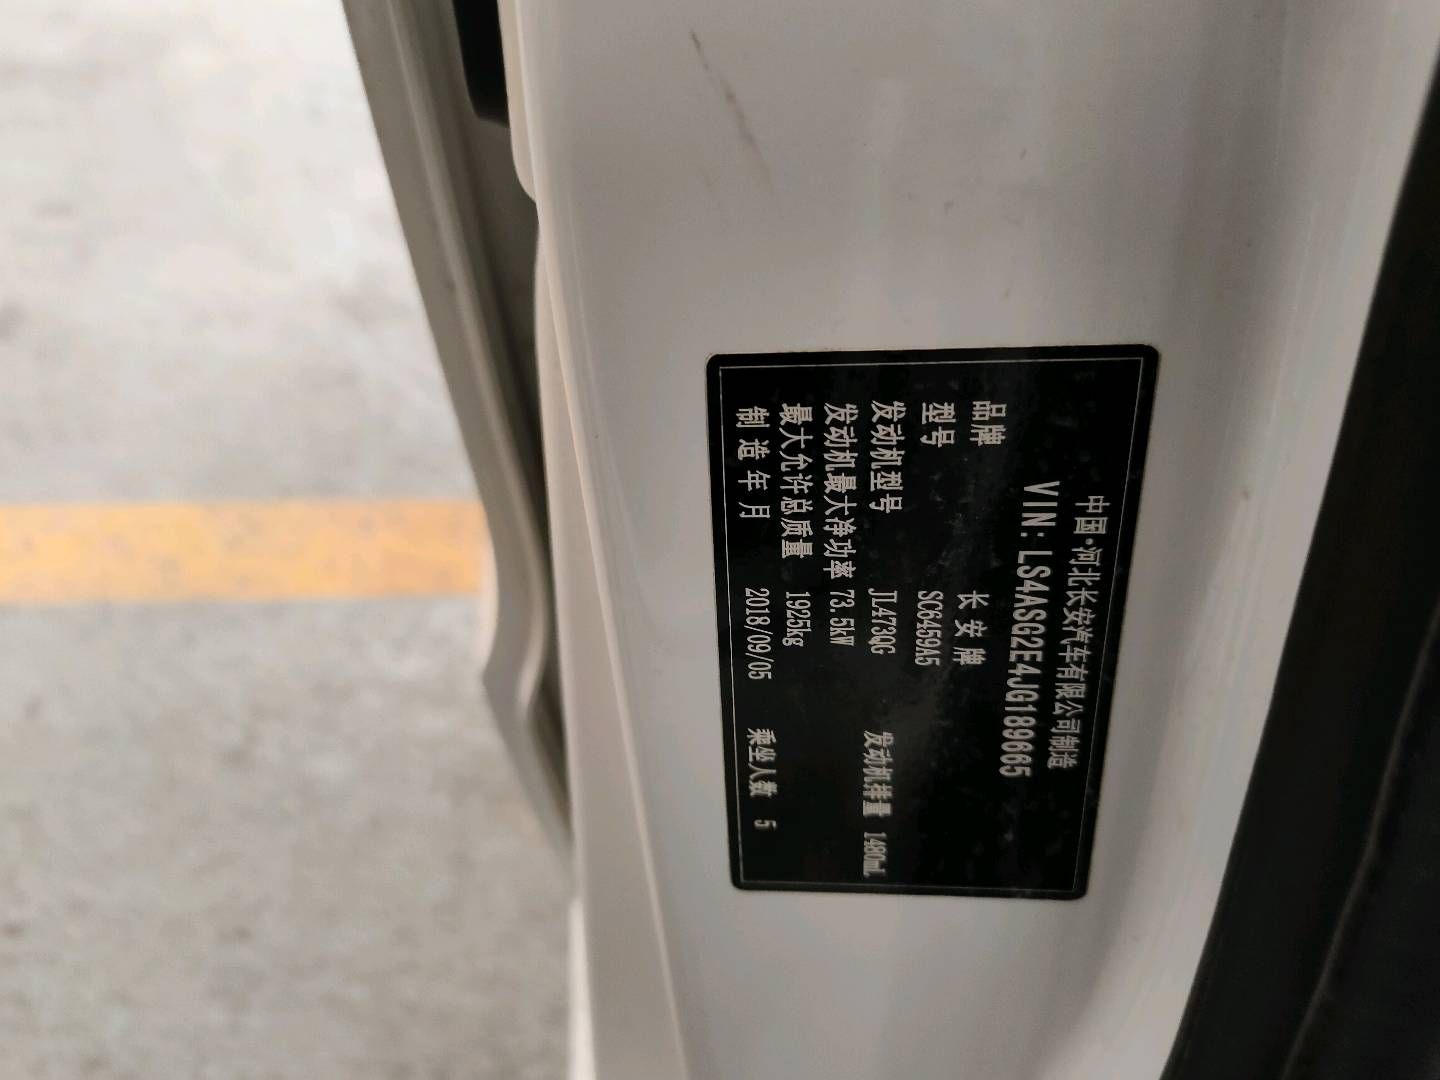 中国·河北长安汽车有限公司制造
VIN: LS4ASG2E4JG189665
品牌 长安牌
型号 SC6459A5
发动机型号 JL473QG 发动机排量 1480mL
发动机最大净功率 73.5kW
最大允许总质量 1925kg
制造年月 2018/09/05 乘坐人数 5